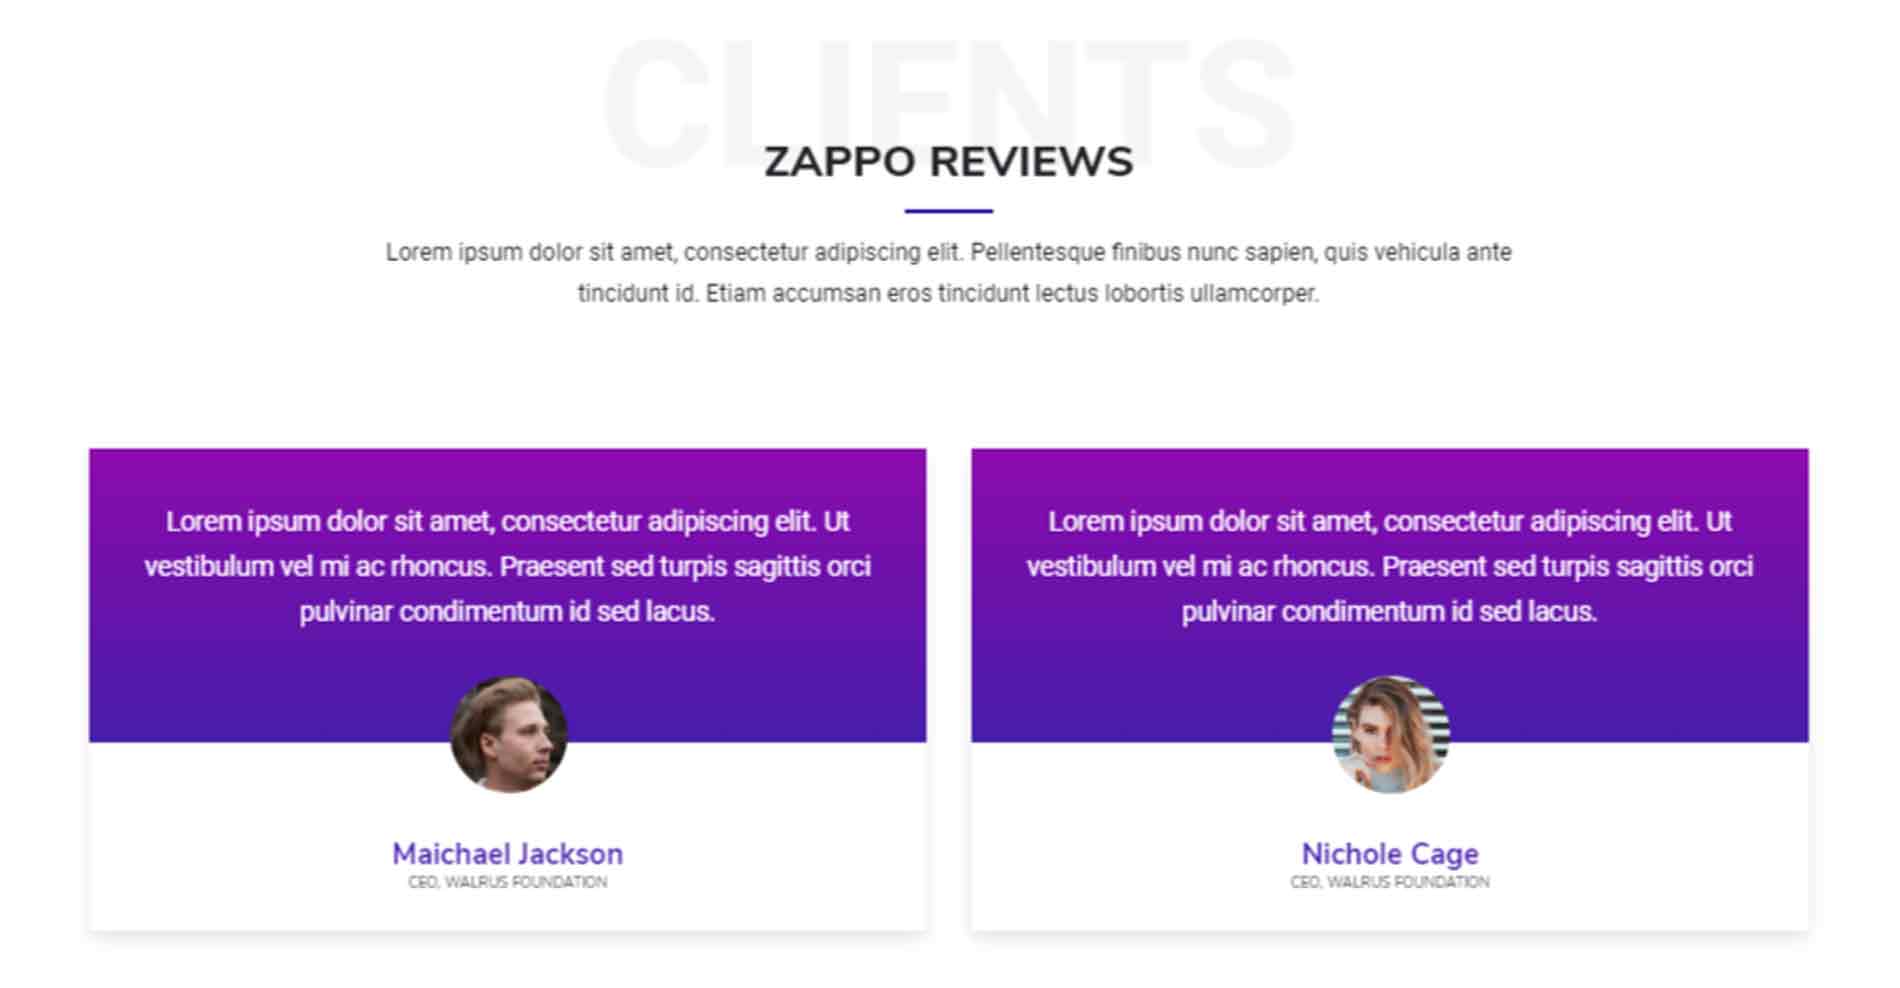 CLIENTS
ZAPPO REVIEWS
Lorem ipsum dolor sit amet, consectetur adipiscing elit. Pellentesque finibus nunc sapien, quis vehicula ante
tincidunt id. Etiam accumsan eros tincidunt lectus lobortis ullamcorper.
Lorem ipsum dolor sit amet, consectetur adipiscing elit. Ut
vestibulum vel mi ac rhoncus. Praesent sed turpis sagittis orci
pulvinar condimentum id sed lacus.
Maichael Jackson
CEO, WALRUS FOUNDATION
Lorem ipsum dolor sit amet, consectetur adipiscing elit. Ut
vestibulum vel mi ac rhoncus. Praesent sed turpis sagittis orci
pulvinar condimentum id sed lacus.
Nichole Cage
CEO, WALRUS FOUNDATION